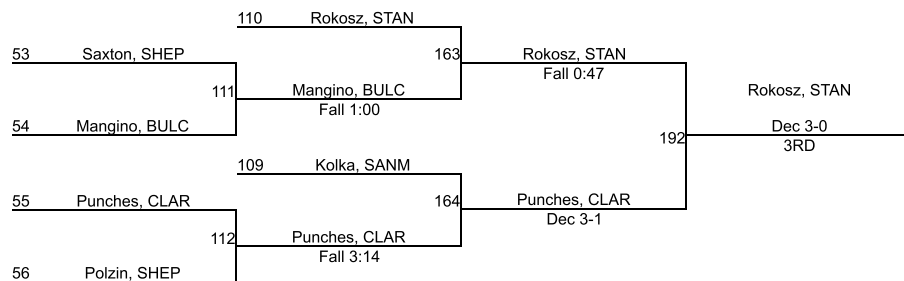 110 Rokosz, STAN
53 Saxton, SHEP
163 Rokosz, STAN
Fall 0:47
111 Mangino, BULC
Fall 1:00
Rokosz, STAN
54 Mangino, BULC
192 Dec 3-0
3RD
109 Kolka, SANM
55 Punches, CLAR
164 Punches, CLAR
Dec 3-1
112 Punches, CLAR
Fall 3:14
56 Polzin, SHEP